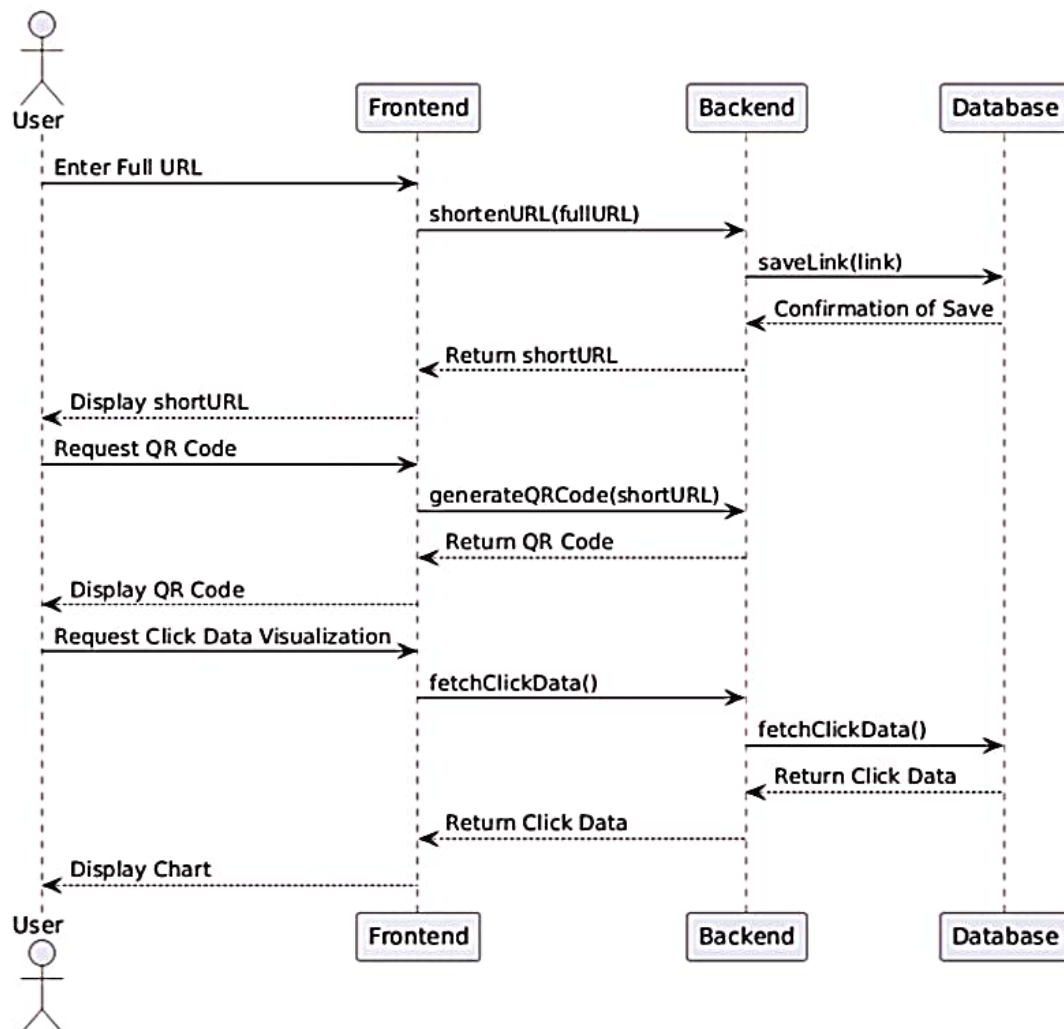 User
Frontend
Backend
Database
Enter Full URL
shortenURL(fullURL)
saveLink(link)
Confirmation of Save
Return shortURL
Display shortURL
Request QR Code
generateQRCode(shortURL)
Return QR Code
Display QR Code
Request Click Data Visualization
fetchClickData()
fetchClickData()
Return Click Data
Return Click Data
Display Chart
User
Frontend
Backend
Database